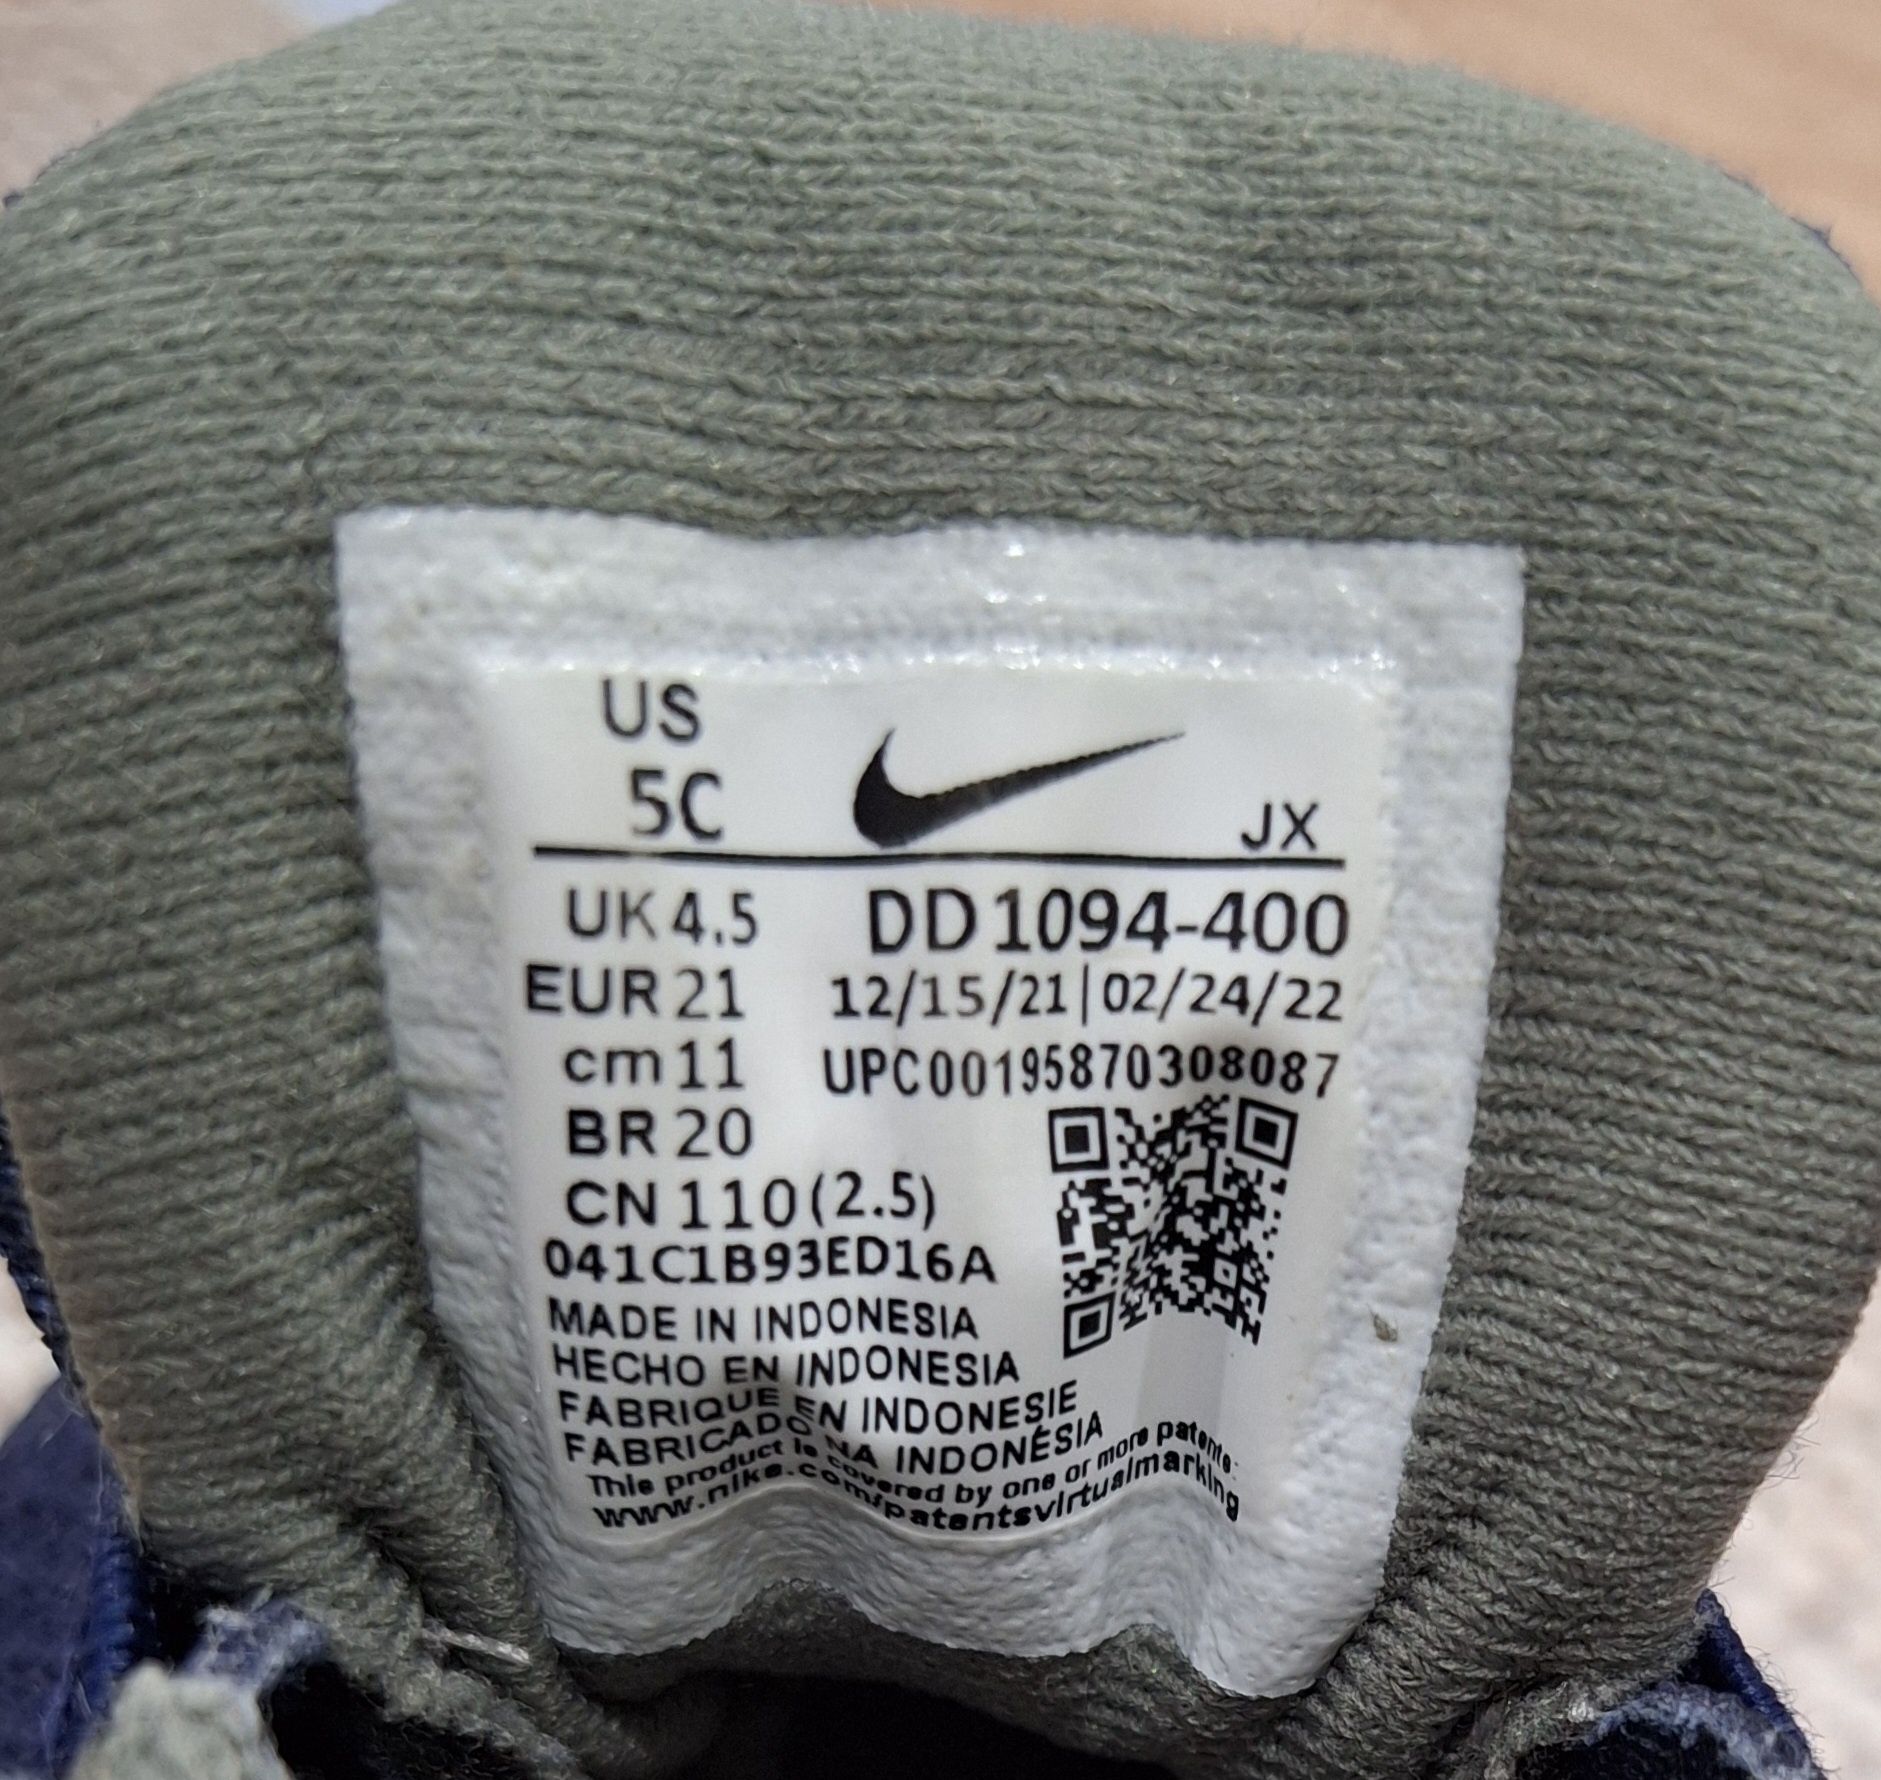 US
5C
JX
UK 4.5
DD1094-400
EUR 21
12/15/21|02/24/22
cm 11
UPC00195870308087
BR 20
CN 110 (2.5)
041C1B93ED16A
MADE IN INDONESIA
HECHO EN INDONESIA
FABRIQUE EN INDONESIE
FABRICADO NA INDONÉSIA
This product is covered by one or more patents:
www.nike.com/patentsvirtualmarking